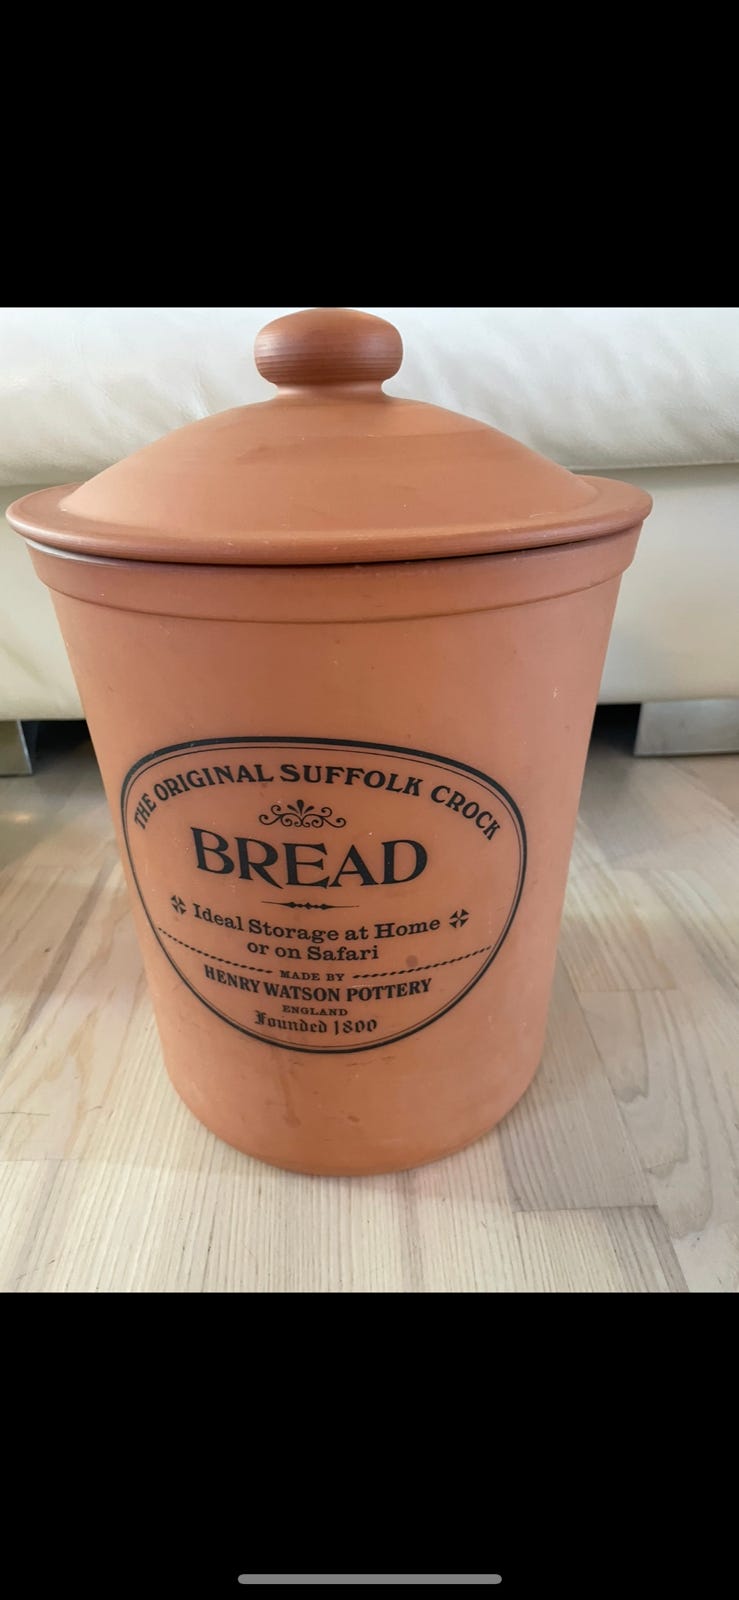 THE ORIGINAL SUFFOLK CROCK
BREAD
Ideal Storage at Home
or on Safari
MADE BY
HENRY WATSON POTTERY
ENGLAND
Founded 1800